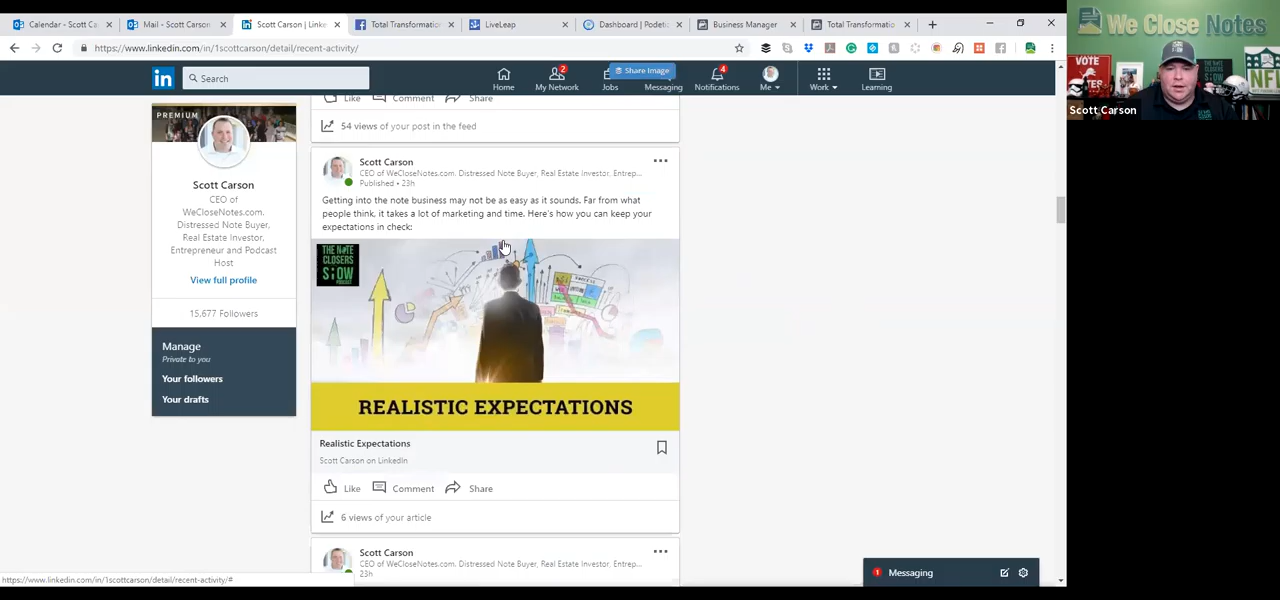 Calendar - Scott Ca
Mail - Scott Carson
Scott Carson | Linke
Total Transformatio
LiveLeap
Dashboard | Podeti
Business Manager
Total Transformatio
https://www.linkedin.com/in/1scottcarson/detail/recent-activity/
We Close Notes
VOTE
NFL
Scott Carson
in
Search
Home
2
My Network
Jobs
Share Image
Messaging
4
Notifications
Me
Work
Learning
PREMIUM
Scott Carson
CEO of
WeCloseNotes.com.
Distressed Note Buyer,
Real Estate Investor,
Entrepreneur and Podcast
Host
View full profile
15,677 Followers
Manage
Private to you
Your followers
Your drafts
Like Comment Share
54 views of your post in the feed
Scott Carson
CEO of WeCloseNotes.com. Distressed Note Buyer, Real Estate Investor, Entrep...
Published • 23h
Getting into the note business may not be as easy as it sounds. Far from what
people think, it takes a lot of marketing and time. Here's how you can keep your
expectations in check:
THE NOTE
CLOSERS
SHOW
PODCAST
PROCESS
REALISTIC EXPECTATIONS
Realistic Expectations
Scott Carson on LinkedIn
Like Comment Share
6 views of your article
Scott Carson
CEO of WeCloseNotes.com. Distressed Note Buyer, Real Estate Investor, Entrep...
23h
1 Messaging
https://www.linkedin.com/in/1scottcarson/detail/recent-activity/#